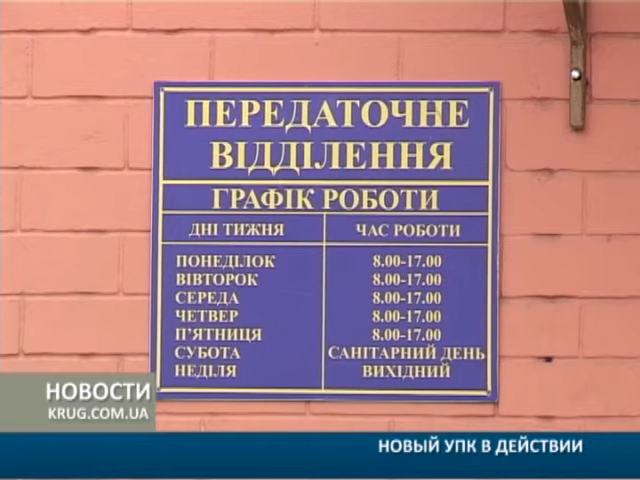 ПЕРЕДАТОЧНЕ
ВІДДІЛЕННЯ
ГРАФІК РОБОТИ
ДНІ ТИЖНЯ ЧАС РОБОТИ
ПОНЕДІЛОК 8.00-17.00
ВІВТОРОК 8.00-17.00
СЕРЕДА 8.00-17.00
ЧЕТВЕР 8.00-17.00
П'ЯТНИЦЯ 8.00-17.00
СУБОТА САНІТАРНИЙ ДЕНЬ
НЕДІЛЯ ВИХІДНИЙ
НОВОСТИ
KRUG.COM.UA
НОВЫЙ УПК В ДЕЙСТВИИ